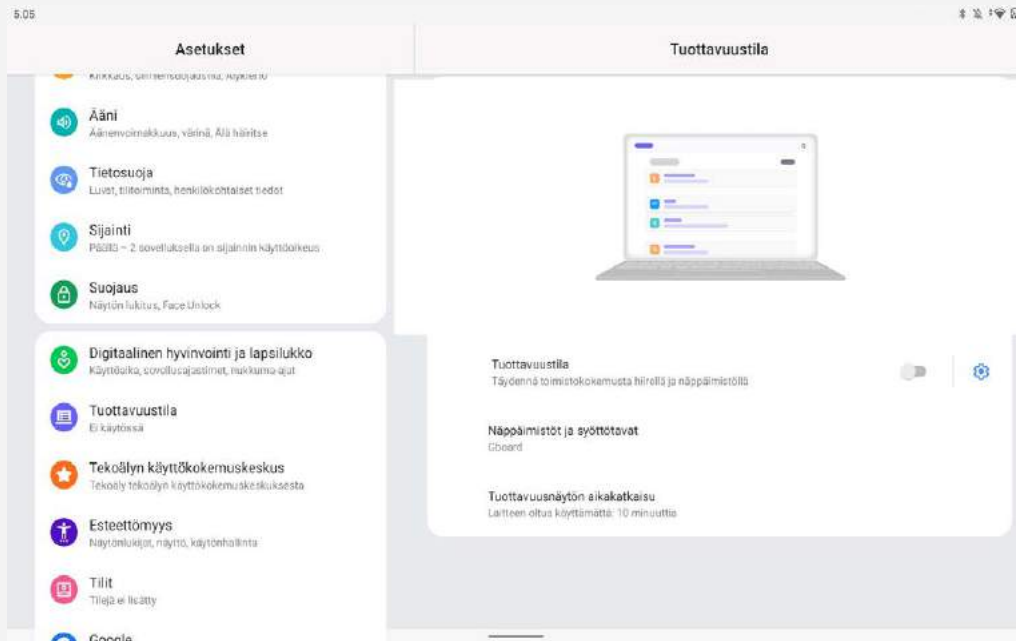 5.05
Asetukset
Tuottavuustila
Ääni
Äänenvoimakkuus, värinä, Älä häiritse
Tietosuoja
Luvat, tilitoiminta, henkilökohtaiset tiedot
Sijainti
Päällä – 2 sovelluksella on sijainnin käyttöoikeus
Suojaus
Näytön lukitus, Face Unlock
Digitaalinen hyvinvointi ja lapsilukko
Käyttöaika, sovellusajastimet, nukkuma-ajat
Tuottavuustila
Ei käytössä
Tekoälyn käyttökokemuskeskus
Tekoäly tekoälyn käyttökokemuskeskuksesta
Esteettömyys
Näytönlukijat, näyttö, käytönhallinta
Tilit
Tilejä ei lisätty
Google
Tuottavuustila
Täydennä toimistokokemusta hiirellä ja näppäimistöllä
Näppäimistöt ja syöttötavat
Gboard
Tuottavuusnäytön aikakatkaisu
Laitteen oltua käyttämättä: 10 minuuttia